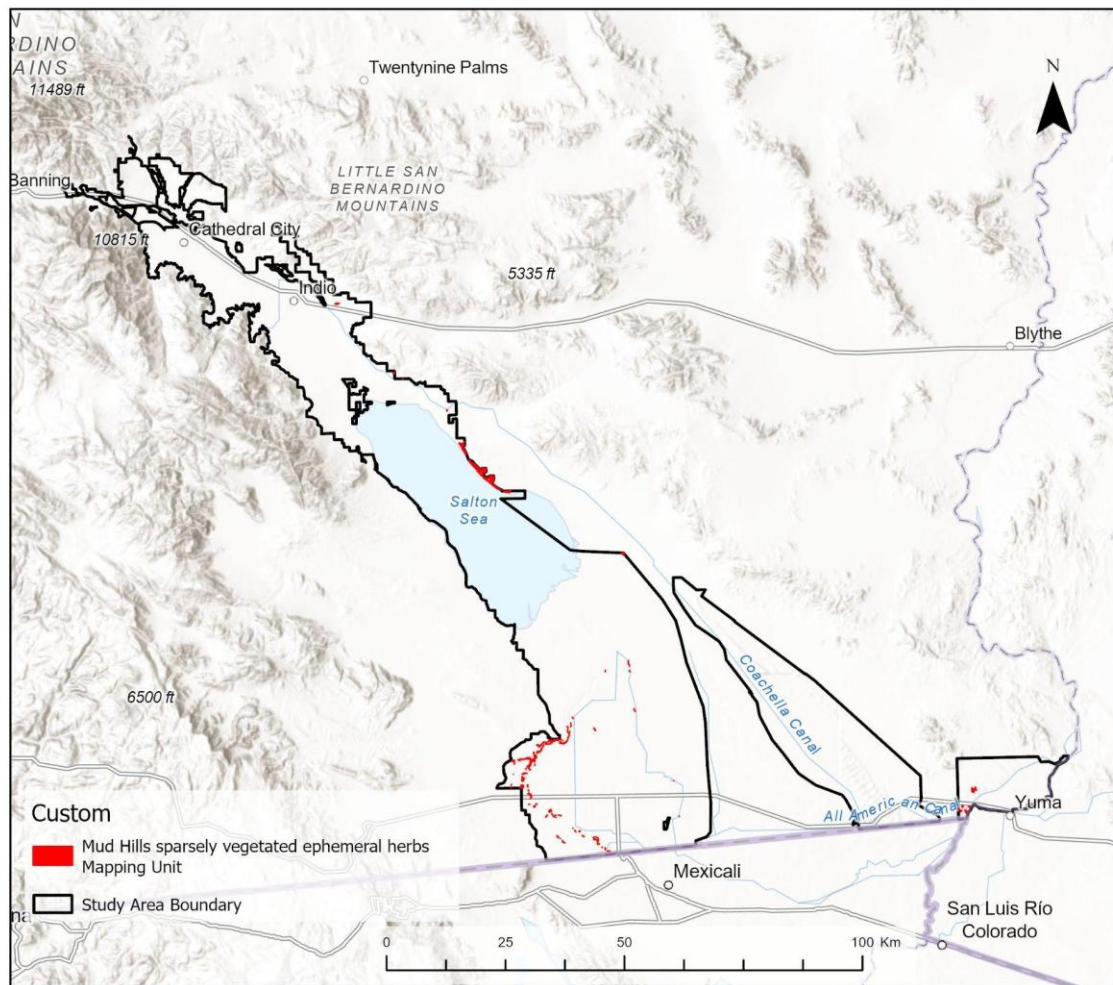 N
RDINO
AINS
11489 ft
Twentynine Palms
N
Banning
LITTLE SAN
BERNARDINO
MOUNTAINS
10815 ft
Cathedral City
5335 ft
Indio
Blythe
Salton
Sea
6500 ft
Coachella Canal
All American Canal
Yuma
Custom
Mud Hills sparsely vegetated ephemeral herbs
Mapping Unit
Study Area Boundary
Mexicali
na
San Luis Río
Colorado
0 25 50 100 Km